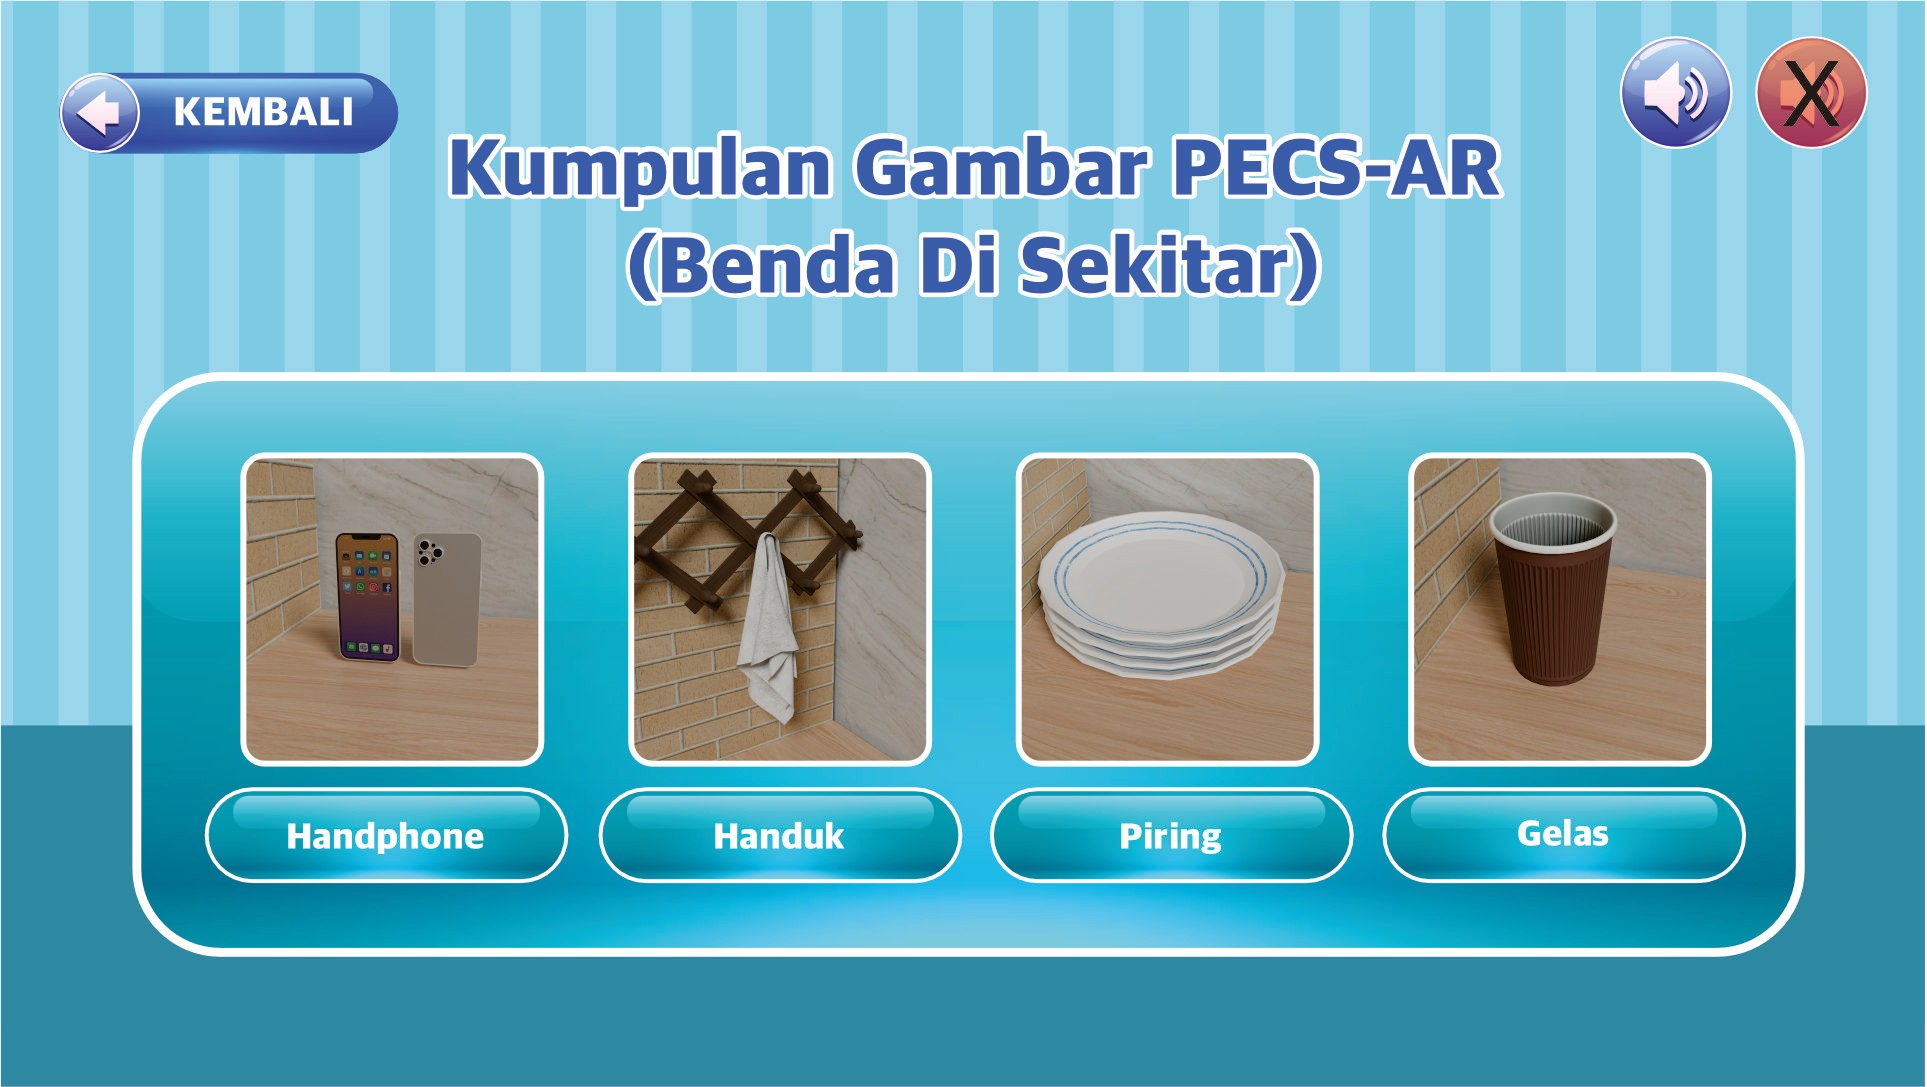 KEMBALI
X
Kumpulan Gambar PECS-AR
(Benda Di Sekitar)
Handphone
Handuk
Piring
Gelas